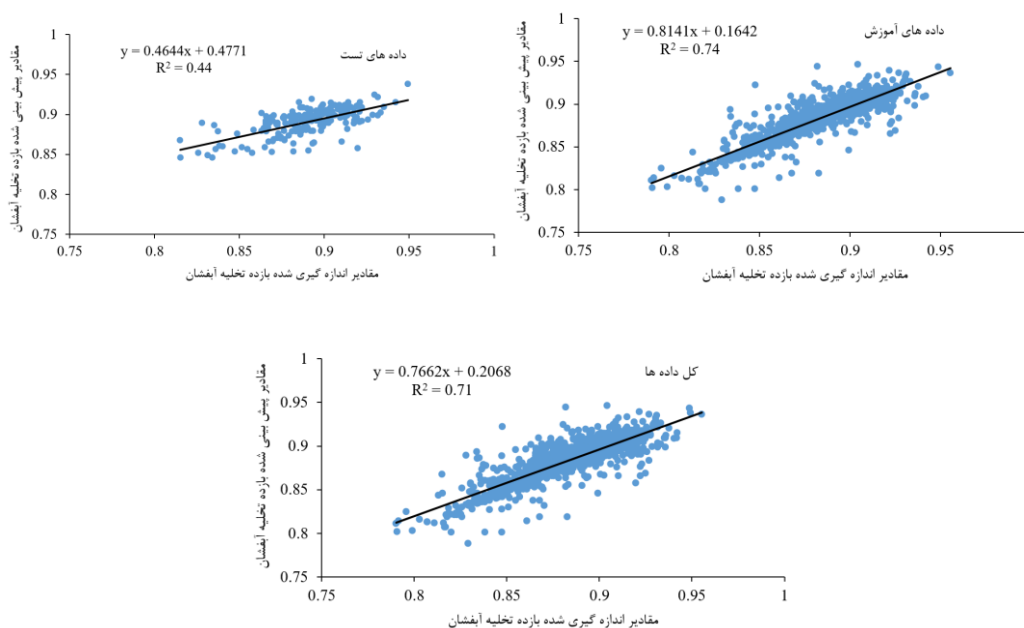 y = 0.4644x + 0.4771
R² = 0.44
داده های تست
مقادیر پیش بینی شده بازده تخلیه آبفشان
1
0.95
0.9
0.85
0.8
0.75
0.75
0.8
0.85
0.9
0.95
1
مقادیر اندازه گیری شده بازده تخلیه آبفشان
y = 0.8141x + 0.1642
R² = 0.74
داده های آموزش
مقادیر پیش بینی شده بازده تخلیه آبفشان
1
0.95
0.9
0.85
0.8
0.75
0.75
0.8
0.85
0.9
0.95
مقادیر اندازه گیری شده بازده تخلیه آبفشان
y = 0.7662x + 0.2068
R² = 0.71
کل داده ها
مقادیر پیش بینی شده بازده تخلیه آبفشان
1
0.95
0.9
0.85
0.8
0.75
0.75
0.8
0.85
0.9
0.95
1
مقادیر اندازه گیری شده بازده تخلیه آبفشان